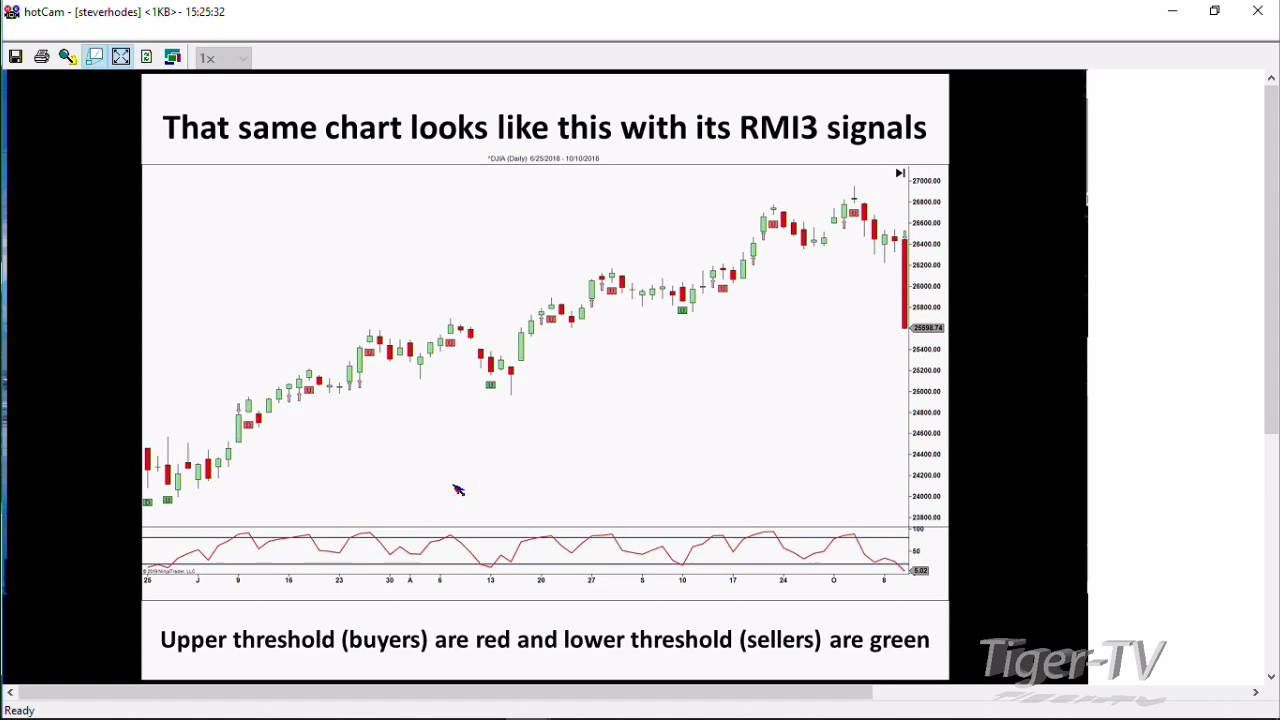 hotCam - [steverhodes] <1KB> - 15:25:32
1x
That same chart looks like this with its RMI3 signals
^DJIA (Daily) 6/25/2018 - 10/10/2018
27000.00
26800.00
26600.00
26400.00
26200.00
26000.00
25800.00
25598.74
25400.00
25200.00
25000.00
24800.00
24600.00
24400.00
24200.00
24000.00
23800.00
U
U
U
U
U
U
U
U
U
U
U
D
D
U
100
50
5.02
© 2018NinjaTrader, LLC
25 J 9 16 23 30 A 6 13 20 27 S 10 17 24 O 8
Upper threshold (buyers) are red and lower threshold (sellers) are green
Tiger-TV
Ready